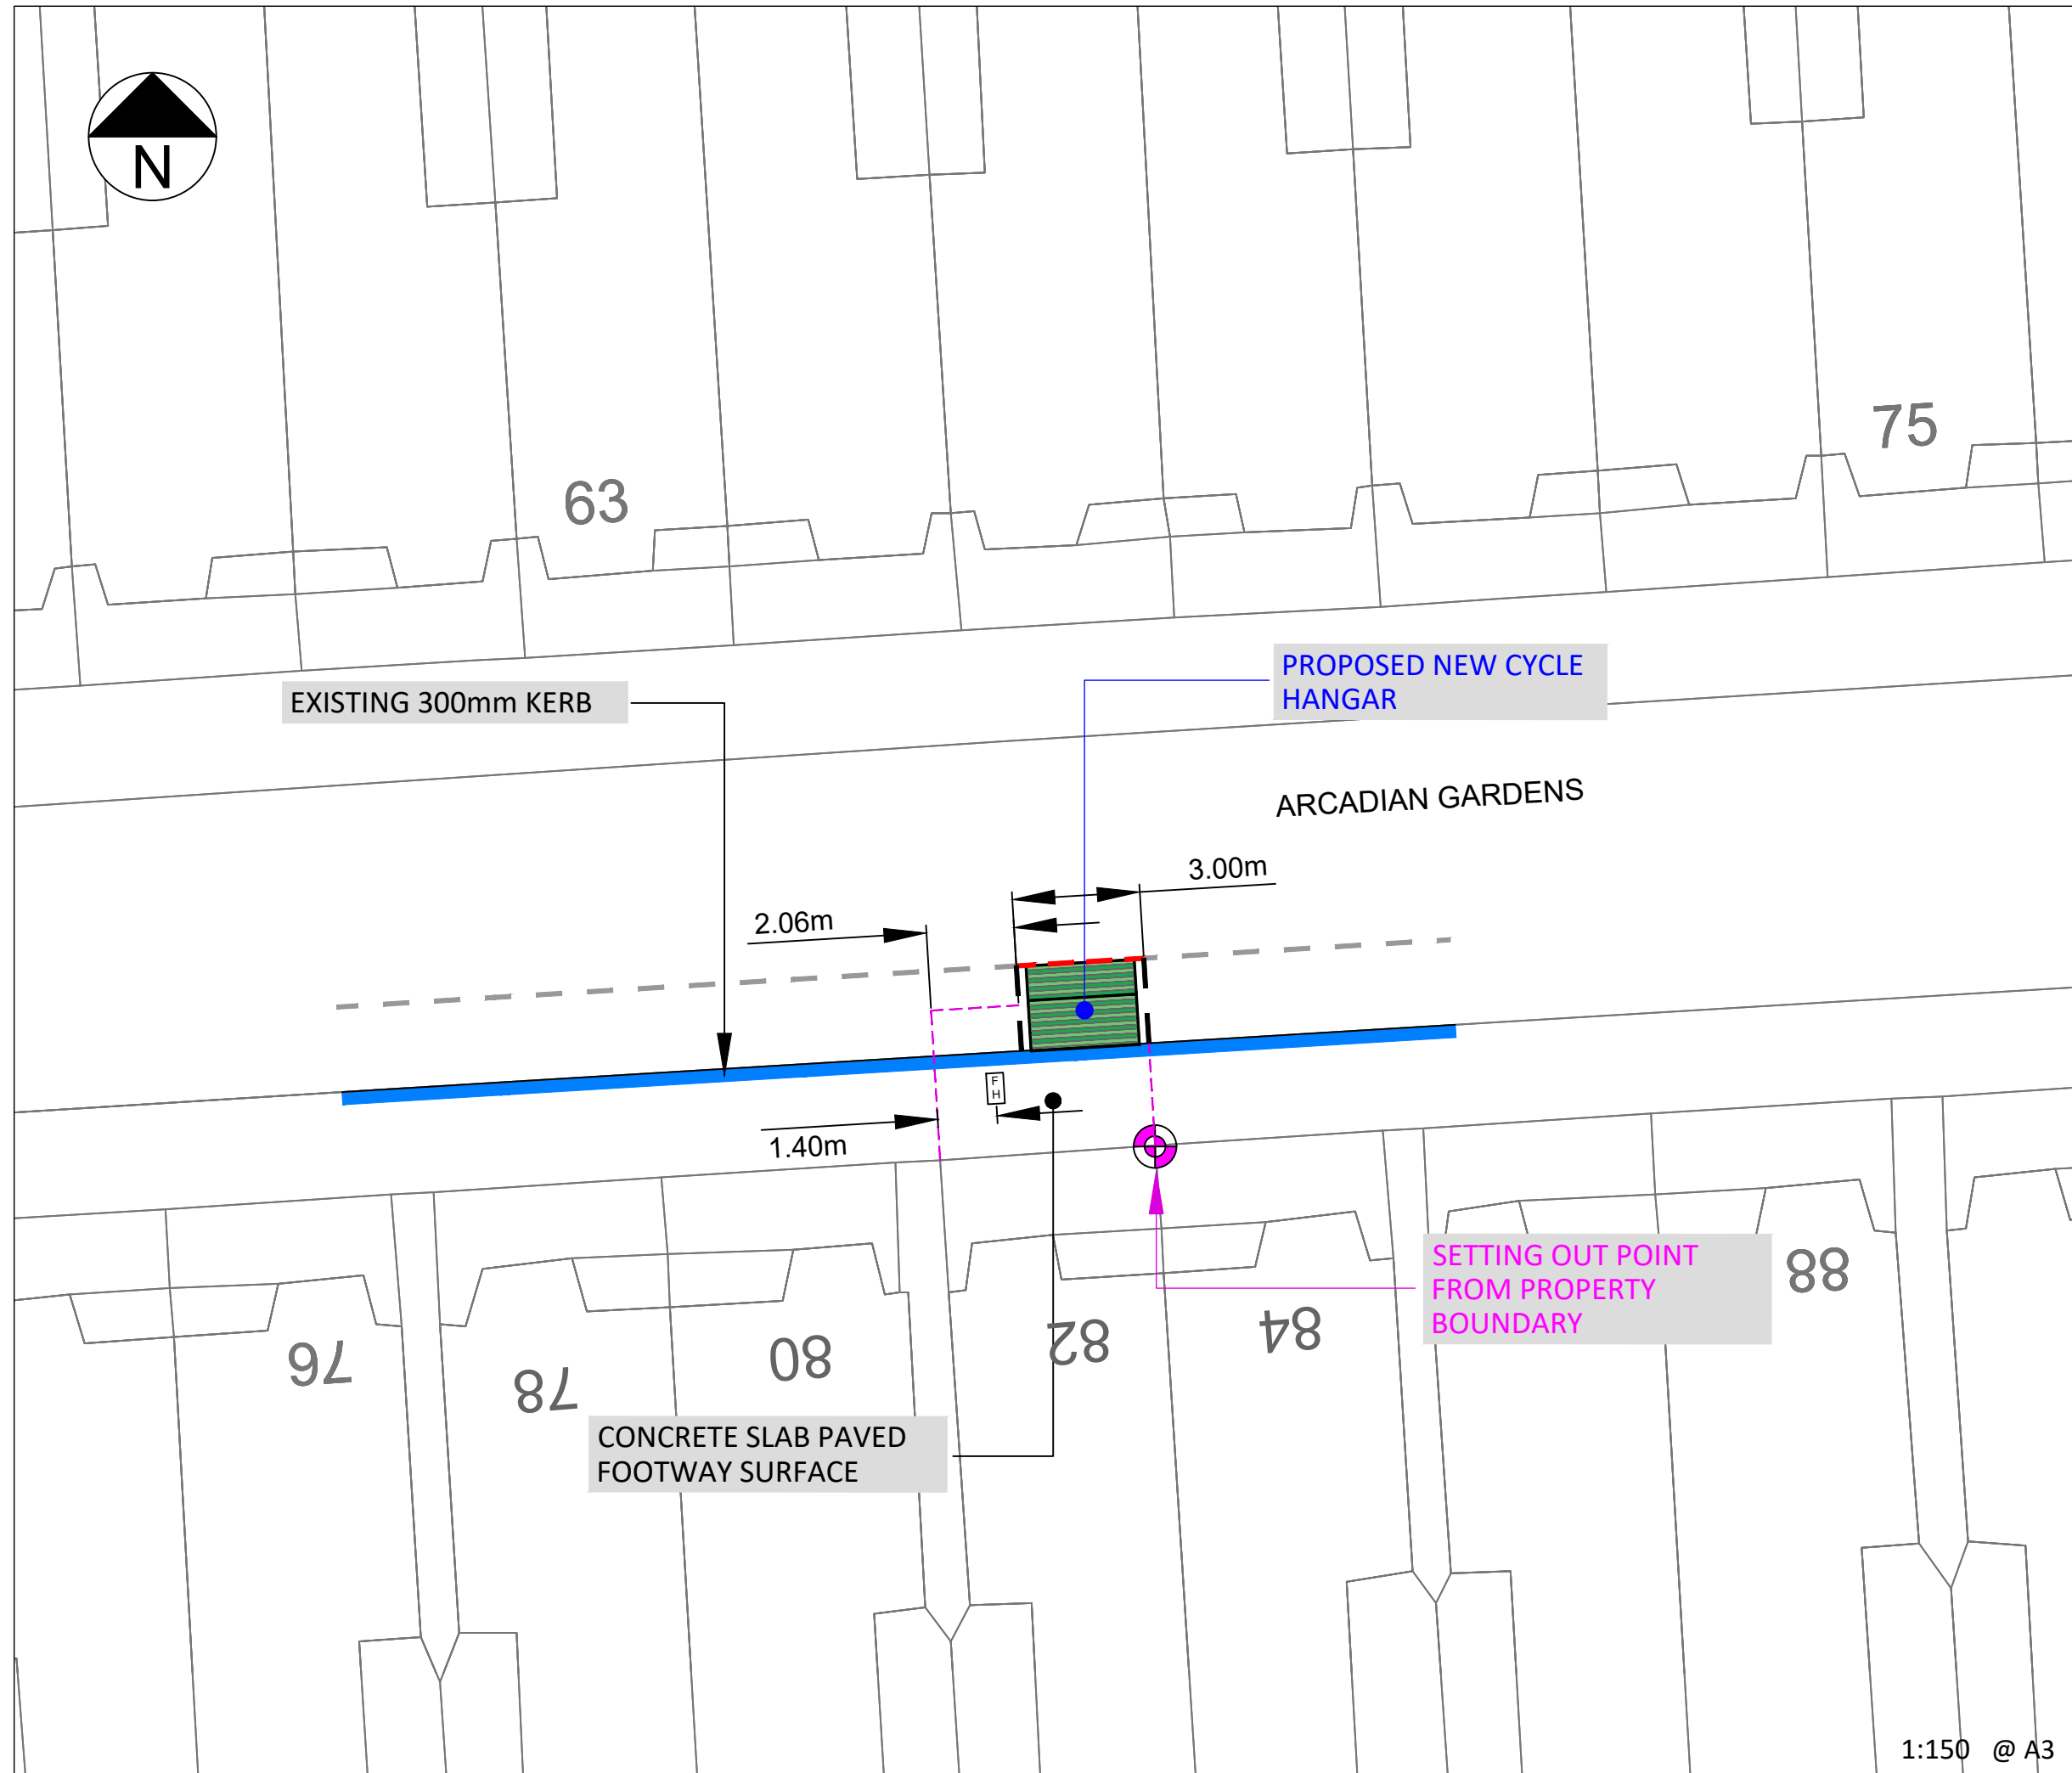 N
75
63
PROPOSED NEW CYCLE
HANGAR
EXISTING 300mm KERB
ARCADIAN GARDENS
3.00m
2.06m
F
H
1.40m
SETTING OUT POINT
FROM PROPERTY
BOUNDARY
88
84
82
80
76
78
CONCRETE SLAB PAVED
FOOTWAY SURFACE
1:150 @ A3